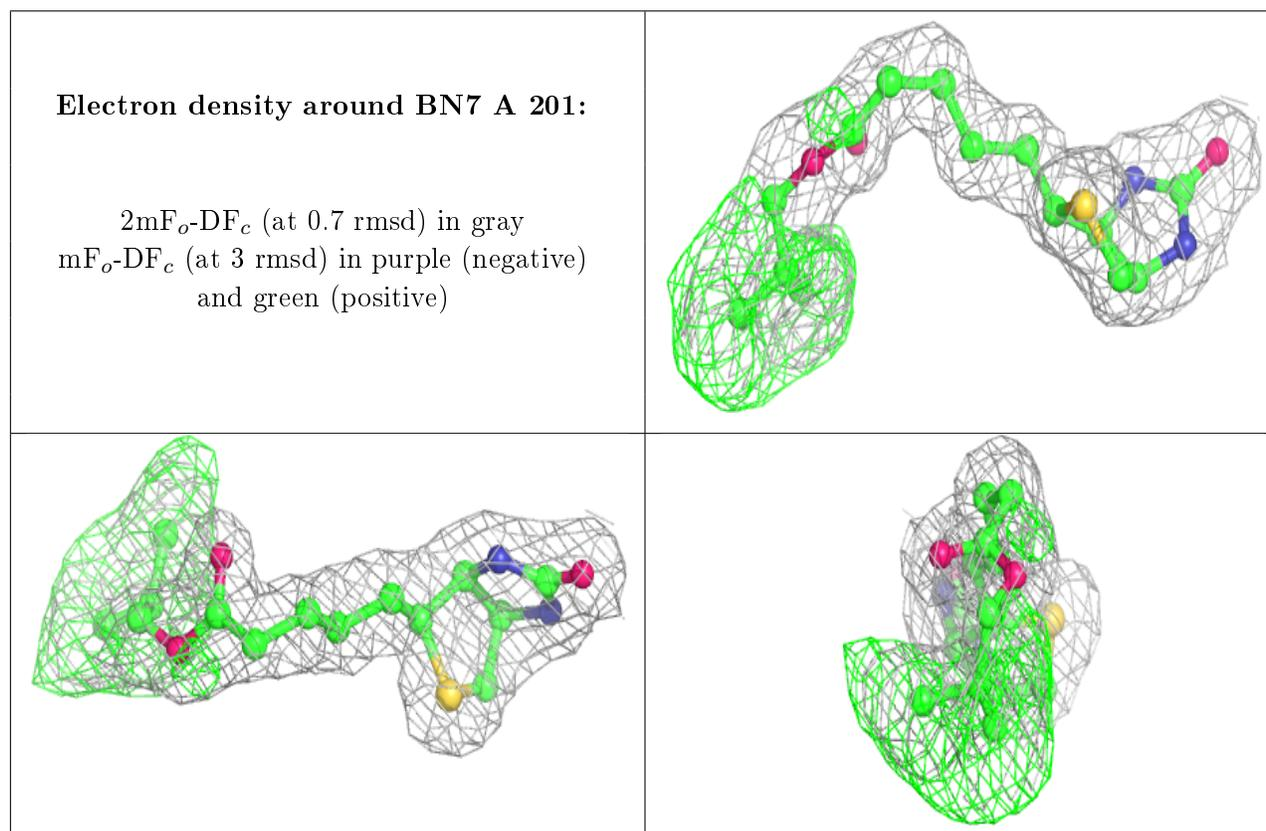 Electron density around BN7 A 201:
2mFo-DFc (at 0.7 rmsd) in gray
mFo-DFc (at 3 rmsd) in purple (negative)
and green (positive)